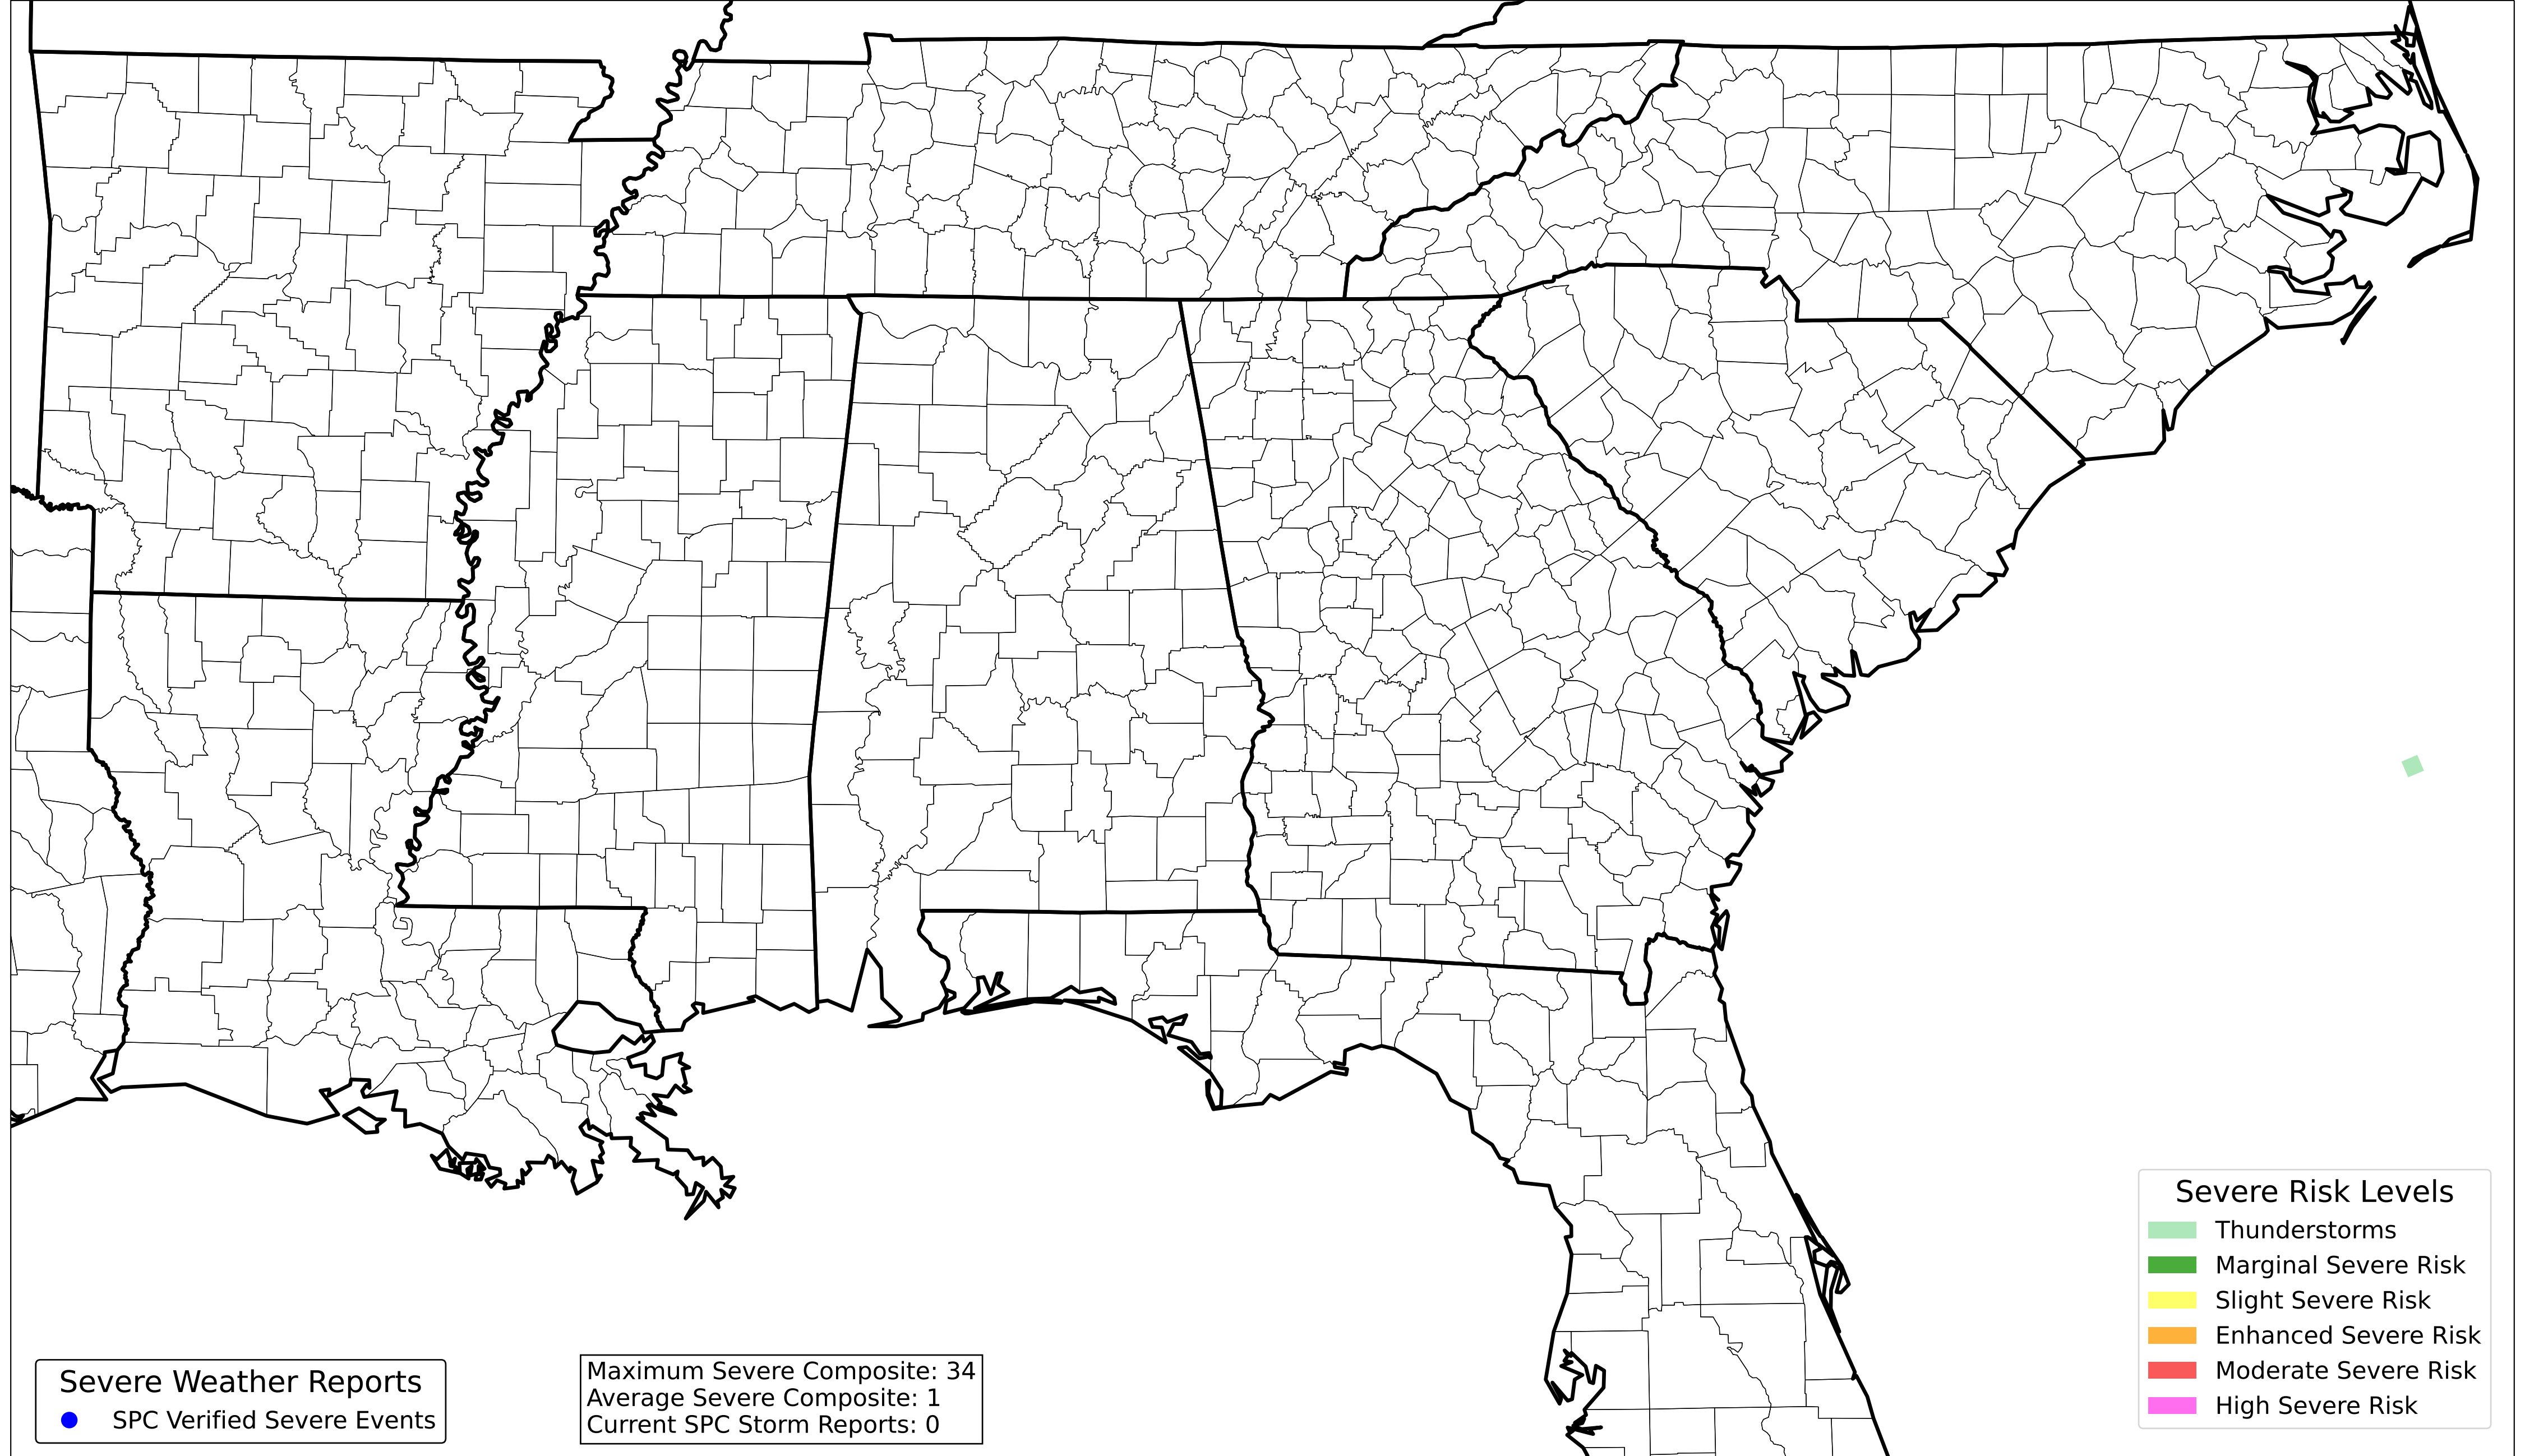 Severe Weather Reports
SPC Verified Severe Events
Maximum Severe Composite: 34
Average Severe Composite: 1
Current SPC Storm Reports: 0
Severe Risk Levels
Thunderstorms
Marginal Severe Risk
Slight Severe Risk
Enhanced Severe Risk
Moderate Severe Risk
High Severe Risk